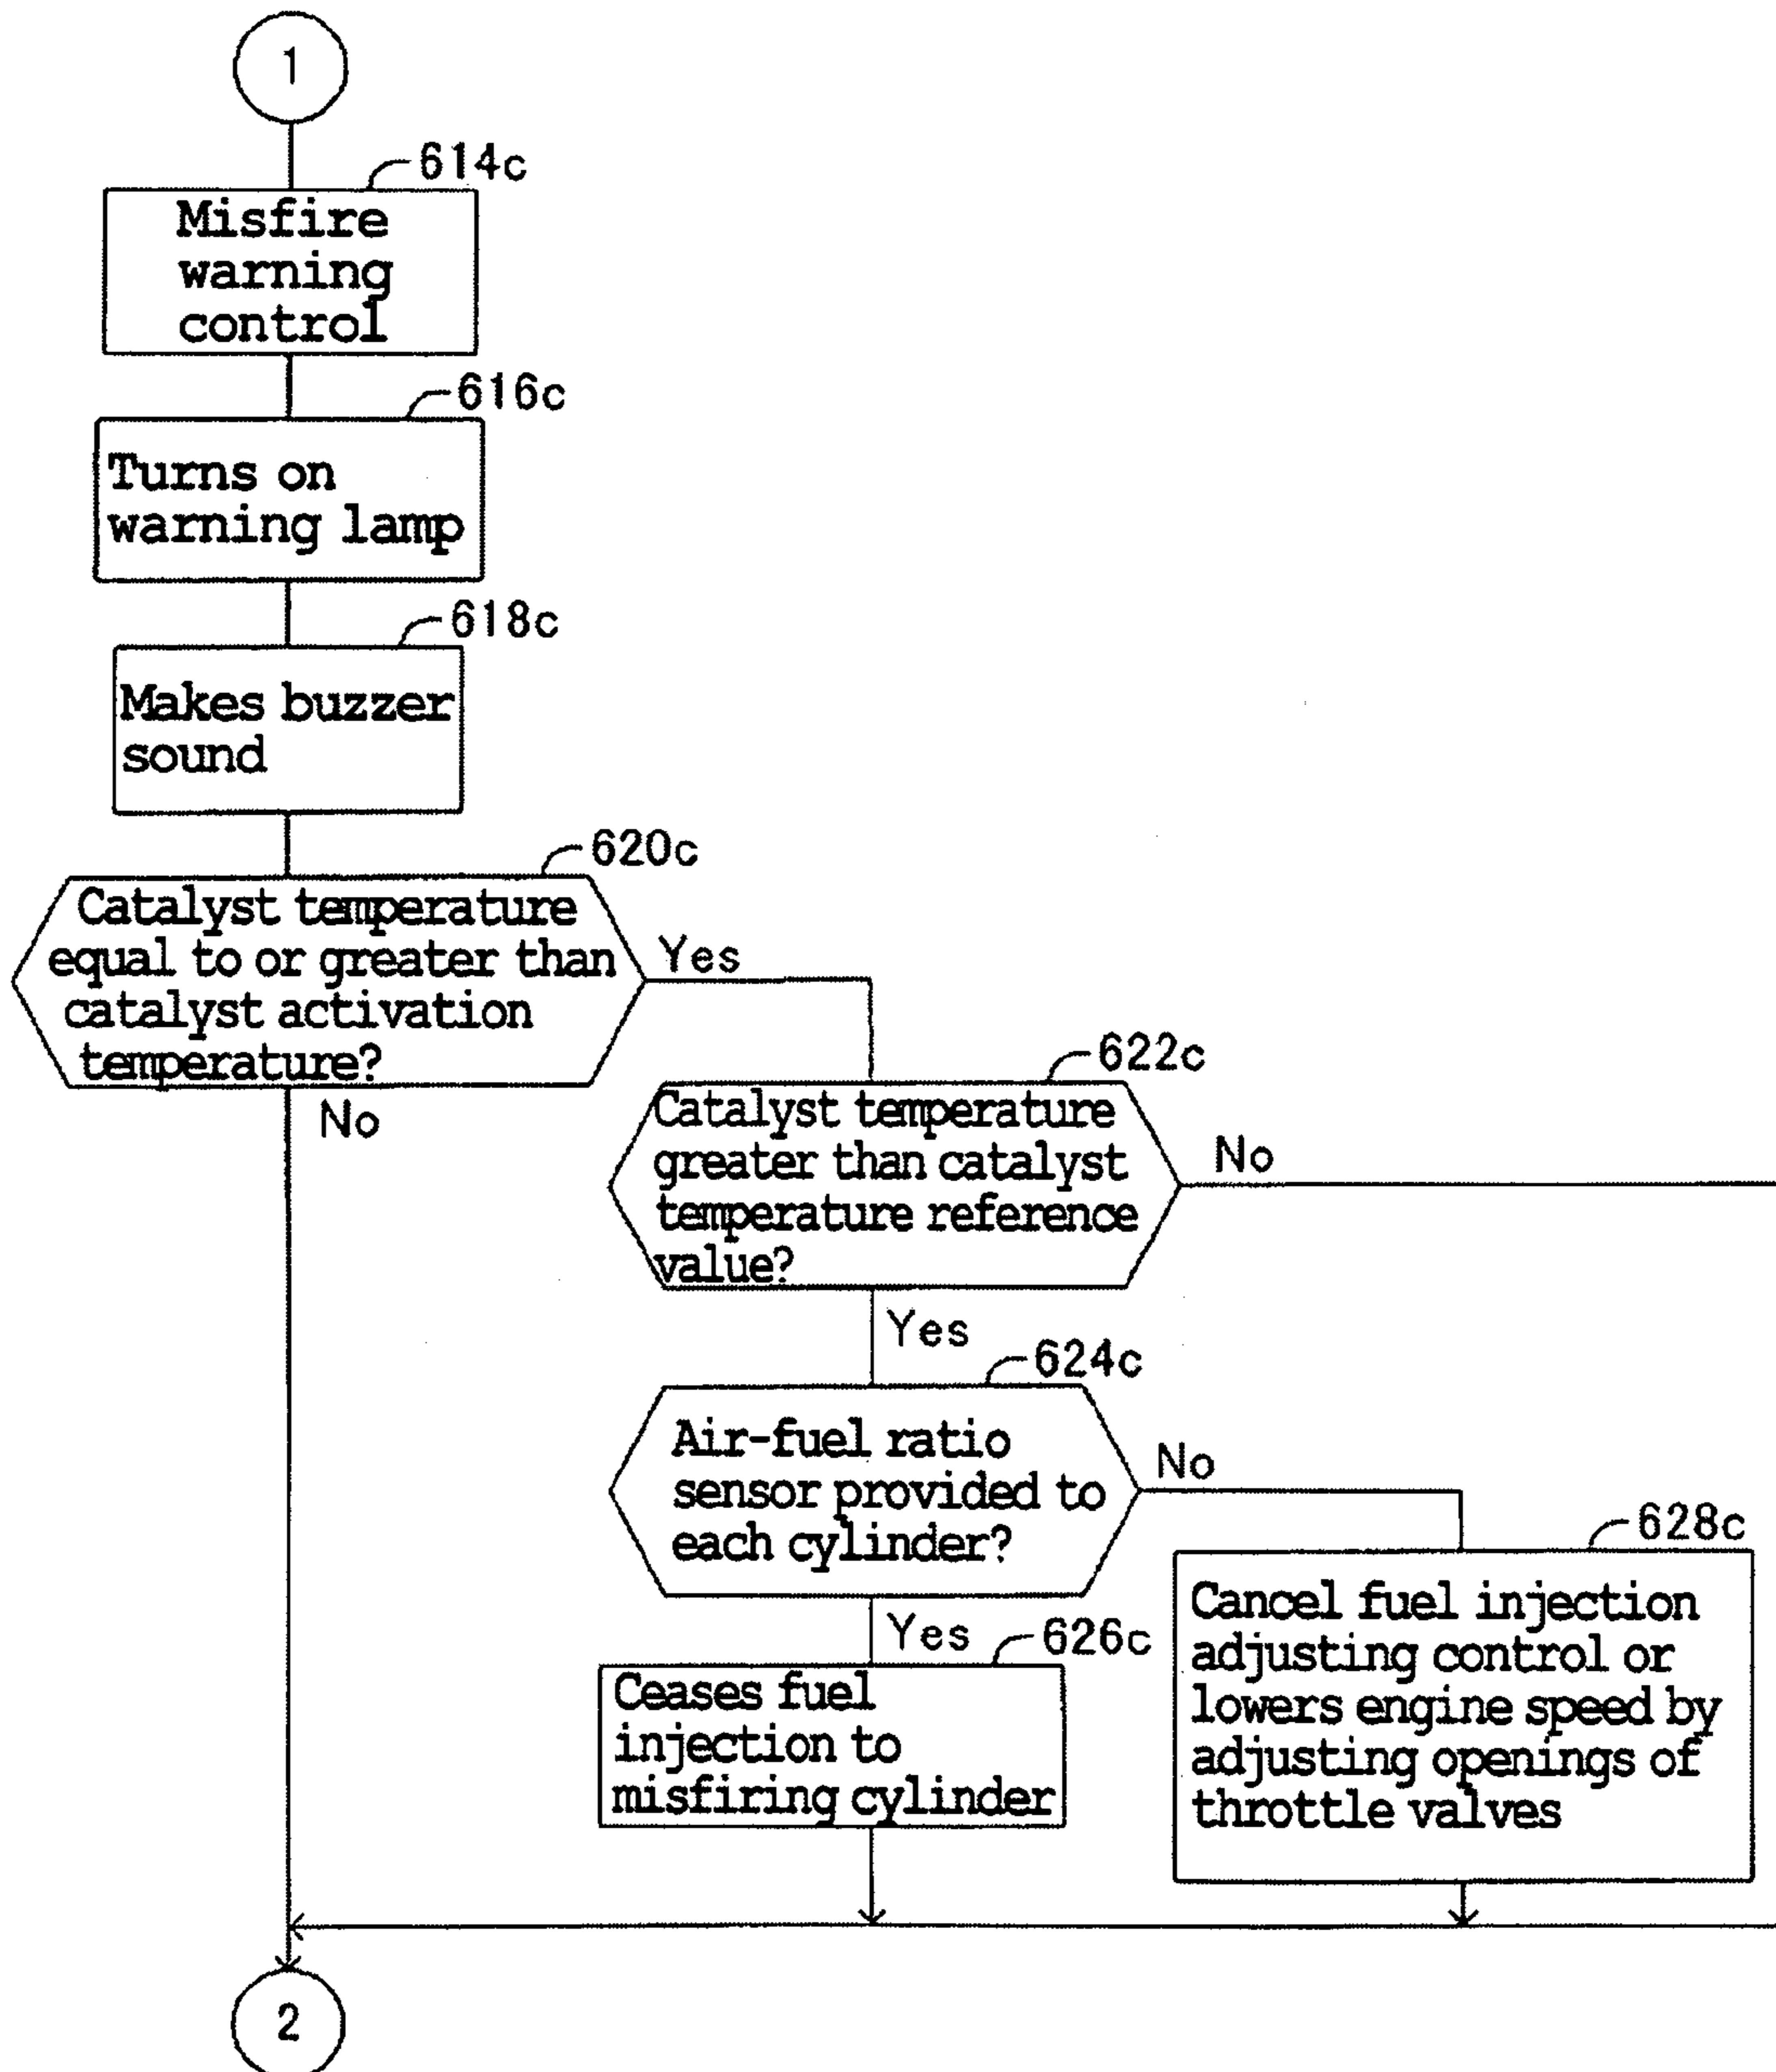 1
614c
Misfire
warning
control
616c
Turns on
warning lamp
618c
Makes buzzer
sound
620c
Catalyst temperature
equal to or greater than
catalyst activation
temperature?
Yes
No
622c
Catalyst temperature
greater than catalyst
temperature reference
value?
No
Yes
624c
Air-fuel ratio
sensor provided to
each cylinder?
No
Yes
626c
Ceases fuel
injection to
misfiring cylinder
628c
Cancel fuel injection
adjusting control or
lowers engine speed by
adjusting openings of
throttle valves
2